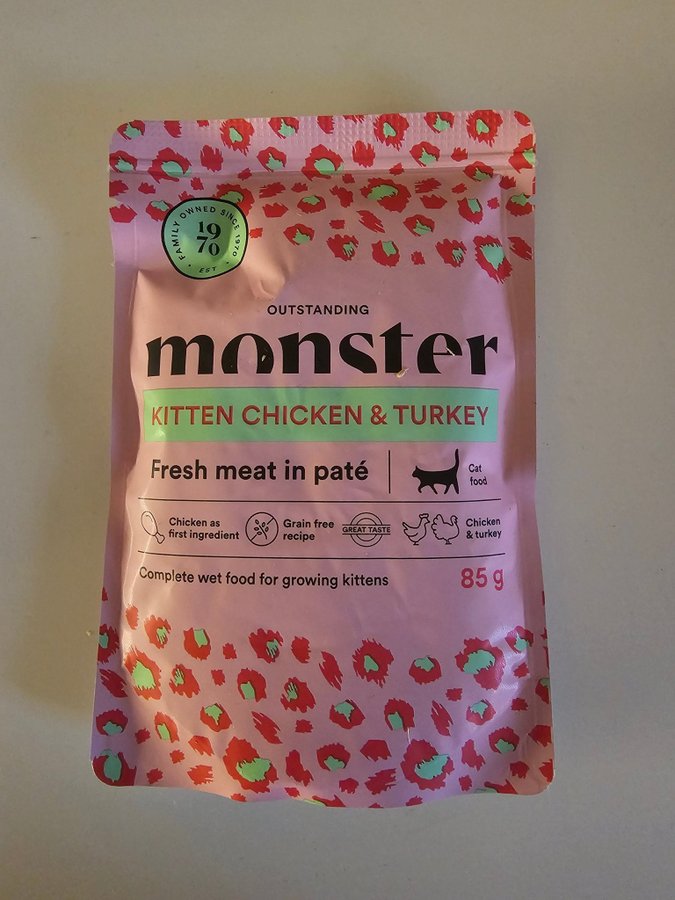 FAMILY OWNED SINCE 1970
19
70
EST
OUTSTANDING
monster
KITTEN CHICKEN & TURKEY
Fresh meat in paté
Cat
food
Chicken as
first ingredient
Grain free
recipe
GREAT TASTE
Chicken
& turkey
Complete wet food for growing kittens
85 g